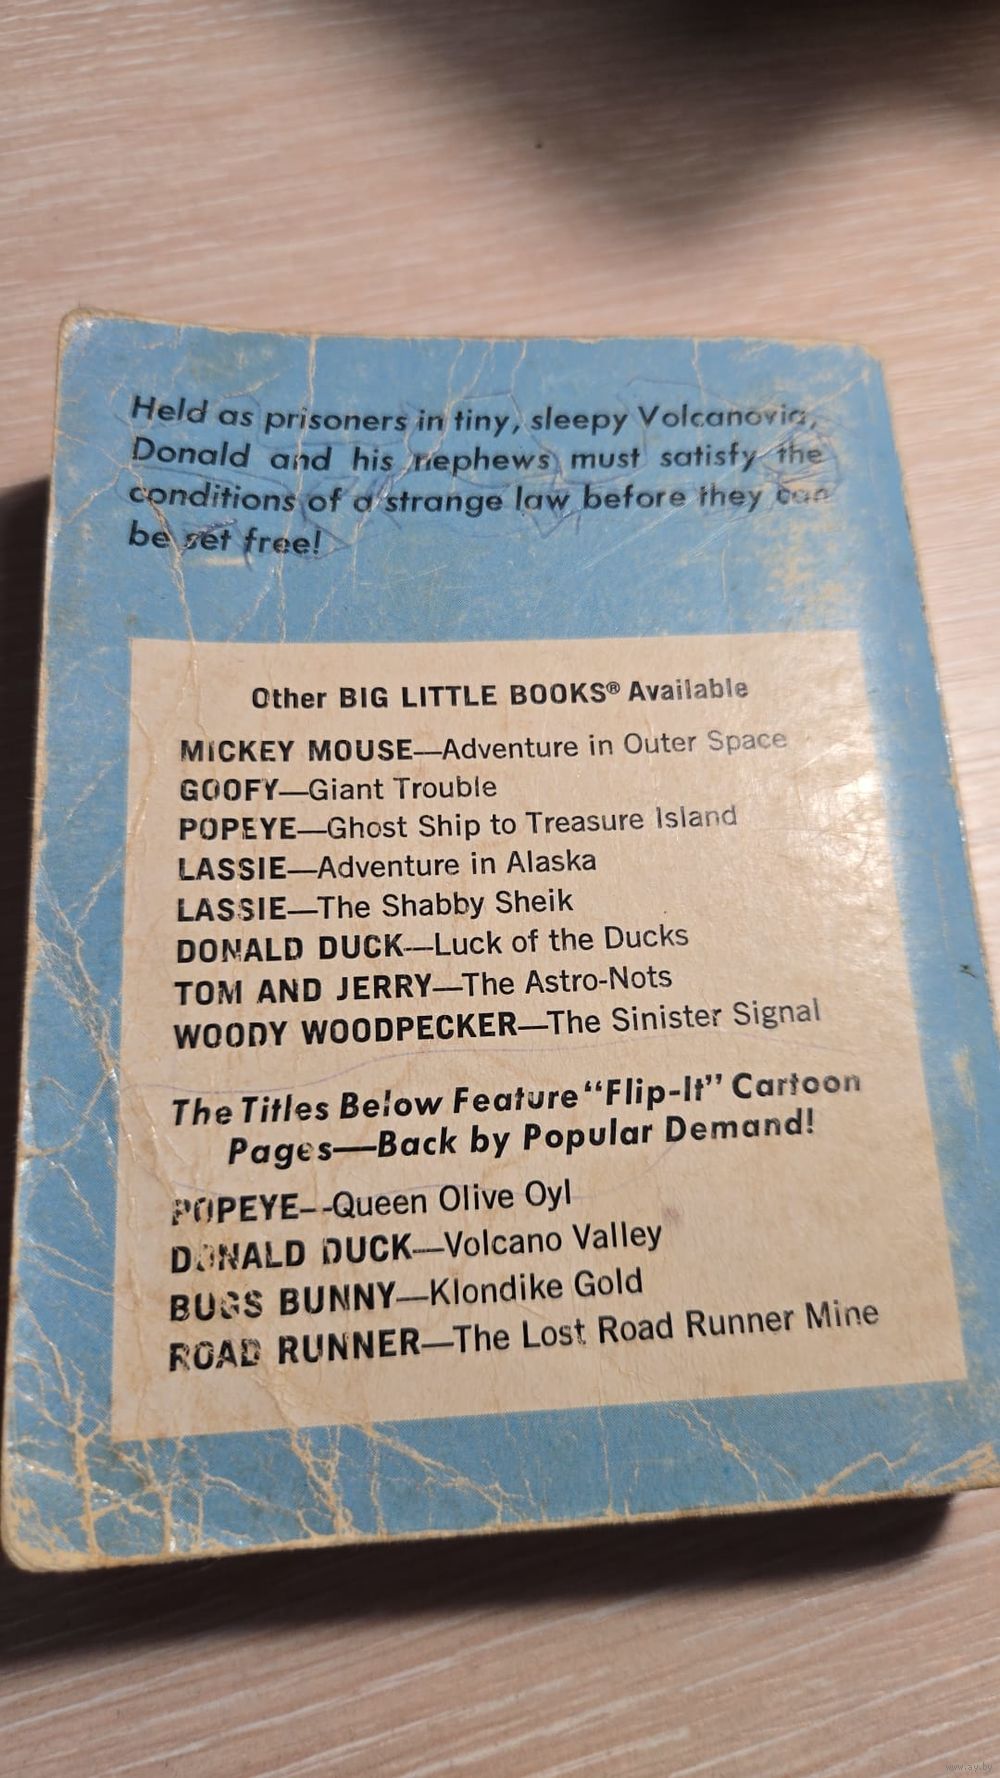 Held as prisoners in tiny, sleepy Volcanovia,
Donald and his nephews must satisfy the
conditions of a strange law before they can
be set free!
Other BIG LITTLE BOOKS® Available
MICKEY MOUSE—Adventure in Outer Space
GOOFY—Giant Trouble
POPEYE—Ghost Ship to Treasure Island
LASSIE—Adventure in Alaska
LASSIE—The Shabby Sheik
DONALD DUCK—Luck of the Ducks
TOM AND JERRY—The Astro-Nots
WOODY WOODPECKER—The Sinister Signal
The Titles Below Feature “Flip-It” Cartoon
Pages—Back by Popular Demand!
POPEYE--Queen Olive Oyl
DONALD DUCK—Volcano Valley
BUGS BUNNY—Klondike Gold
ROAD RUNNER—The Lost Road Runner Mine
www.ay.by